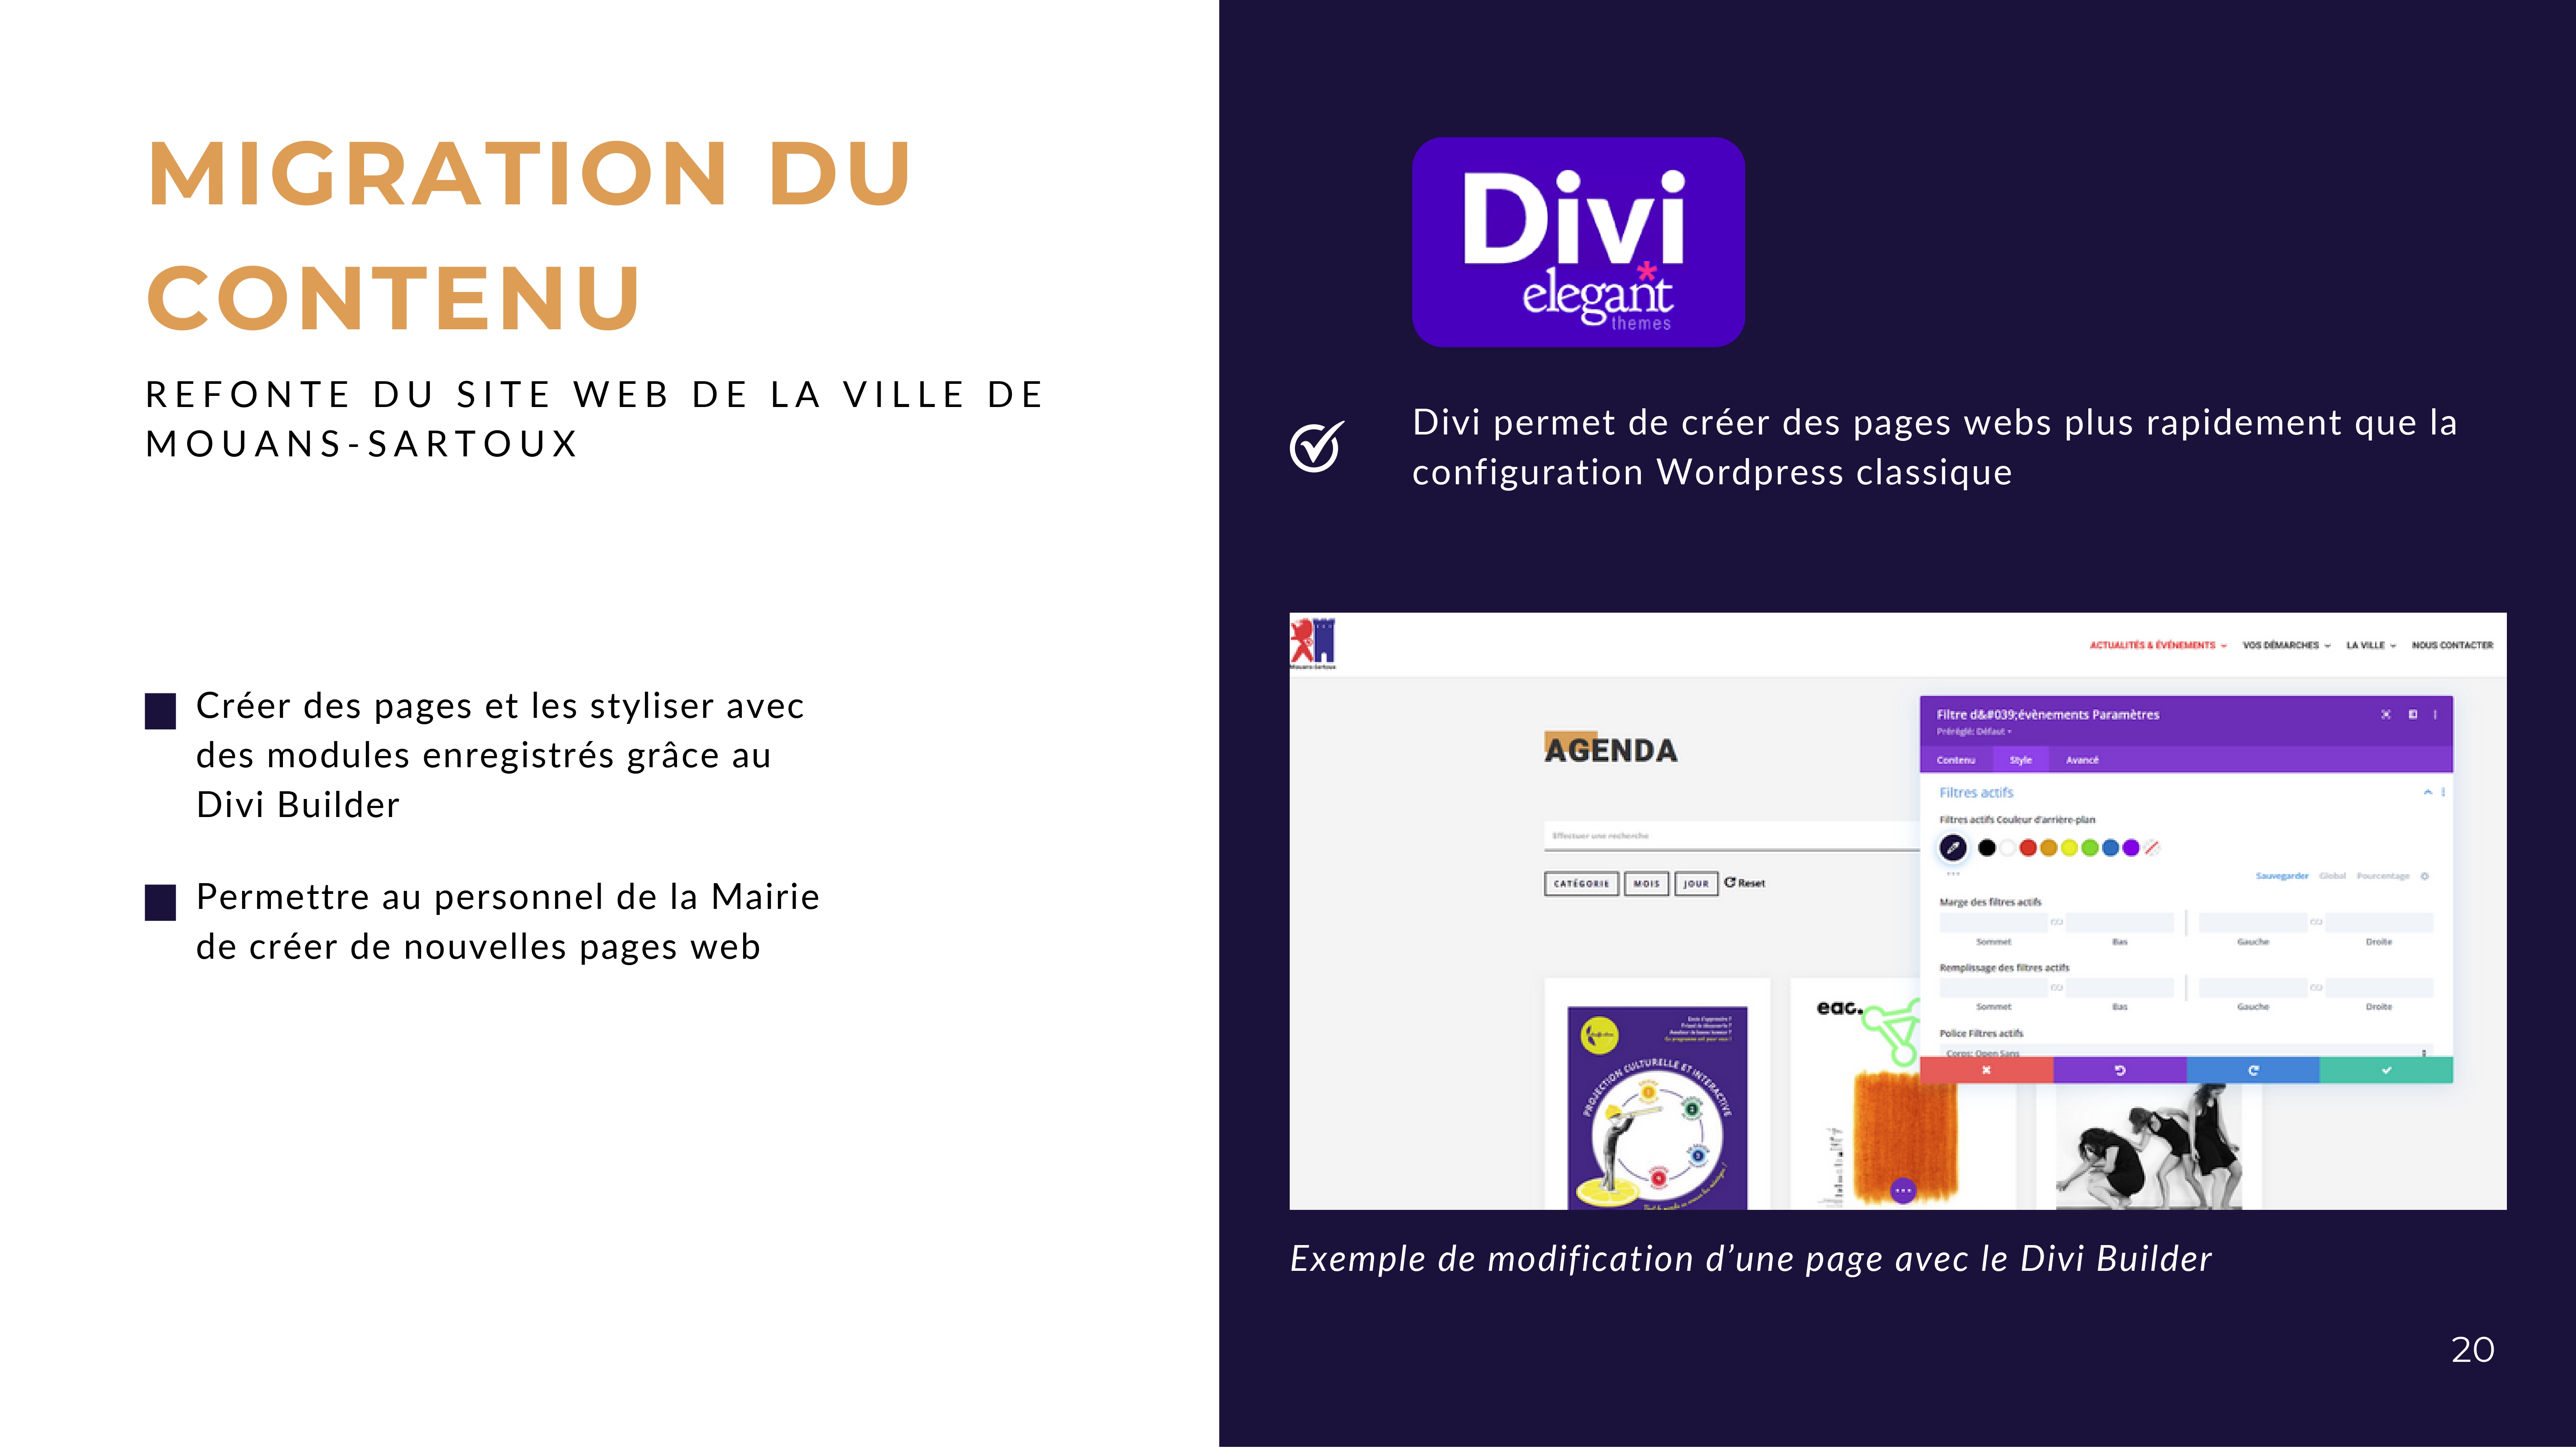 MIGRATION DU
CONTENU
REFONTE DU SITE WEB DE LA VILLE DE
MOUANS-SARTOUX
Créer des pages et les styliser avec
des modules enregistrés grâce au
Divi Builder
Permettre au personnel de la Mairie
de créer de nouvelles pages web
Divi
elegant
themes
Divi permet de créer des pages webs plus rapidement que la
configuration Wordpress classique
Mouans-Sartoux
ACTUALITÉS & ÉVÉNEMENTS VOS DÉMARCHES LA VILLE NOUS CONTACTER
AGENDA
Effectuer une recherche
CATÉGORIE MOIS JOUR Reset
Filtre d&#039;évènements Paramètres
Préréglé: Défaut
Contenu Style Avancé
Filtres actifs
Filtres actifs Couleur d'arrière-plan
Sauvegarder Global Pourcentage
Marge des filtres actifs
Sommet Bas Gauche Droite
Remplissage des filtres actifs
Sommet Bas Gauche Droite
Police Filtres actifs
Corps: Open Sans
PROJECTION CULTURELLE ET INTERACTIVE
eac.
Exemple de modification d’une page avec le Divi Builder
20